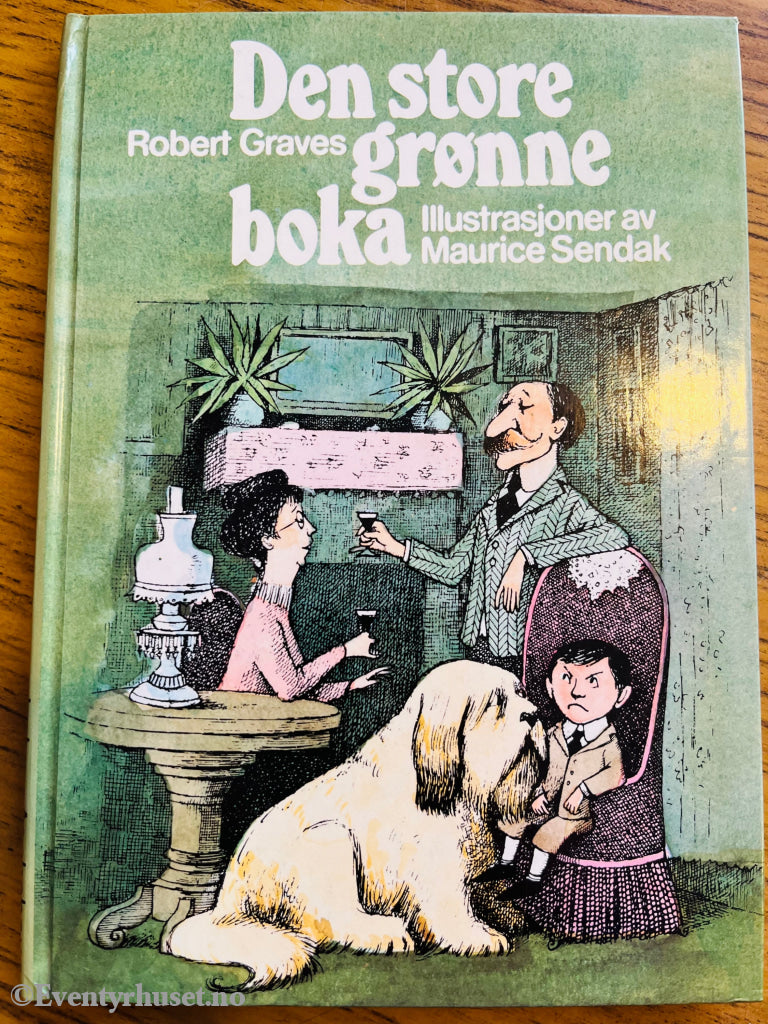 Den store
Robert Graves grønne
boka Illustrasjoner av
Maurice Sendak
©Eventyrhuset.no